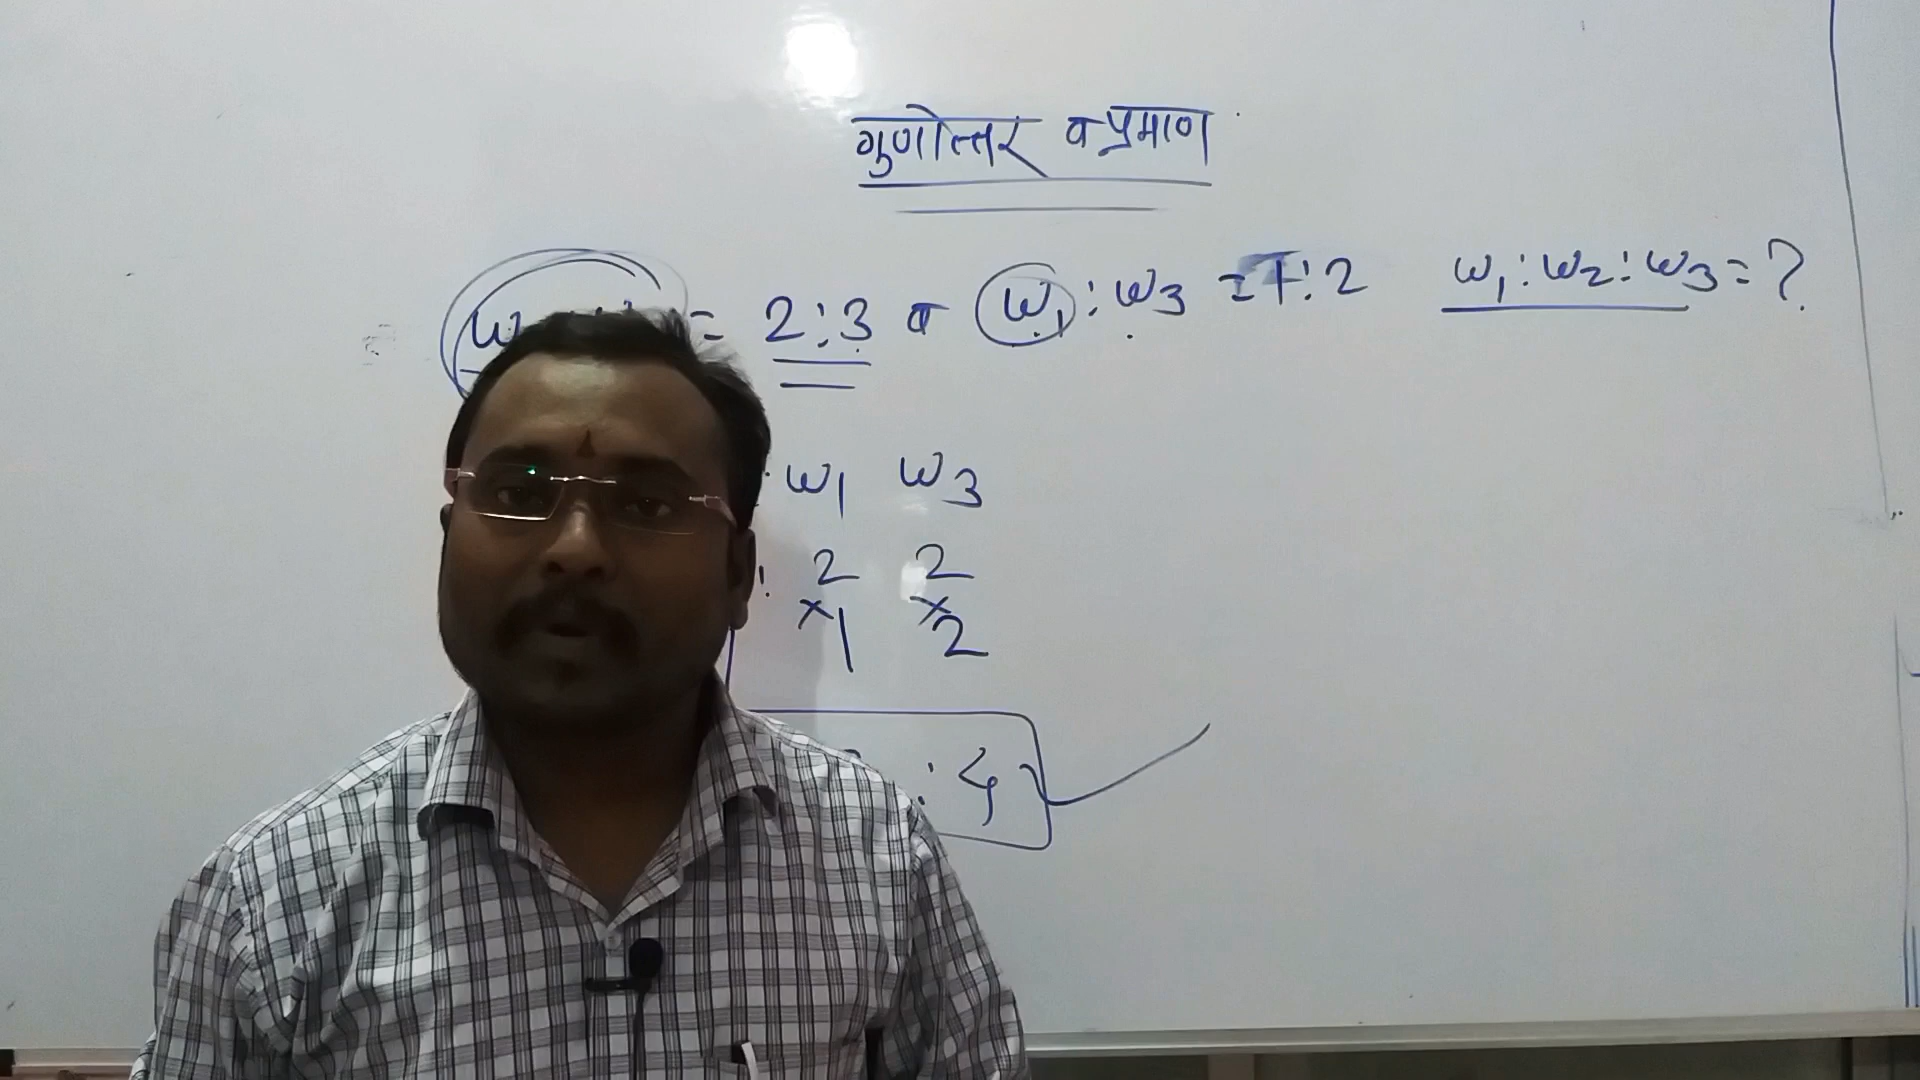 गुणोत्तर व प्रमाण
= 2:3 व w1:w3 = 1:2 w1:w2:w3=?
w1 w3
: 2 2
× ×
1 2
: 4